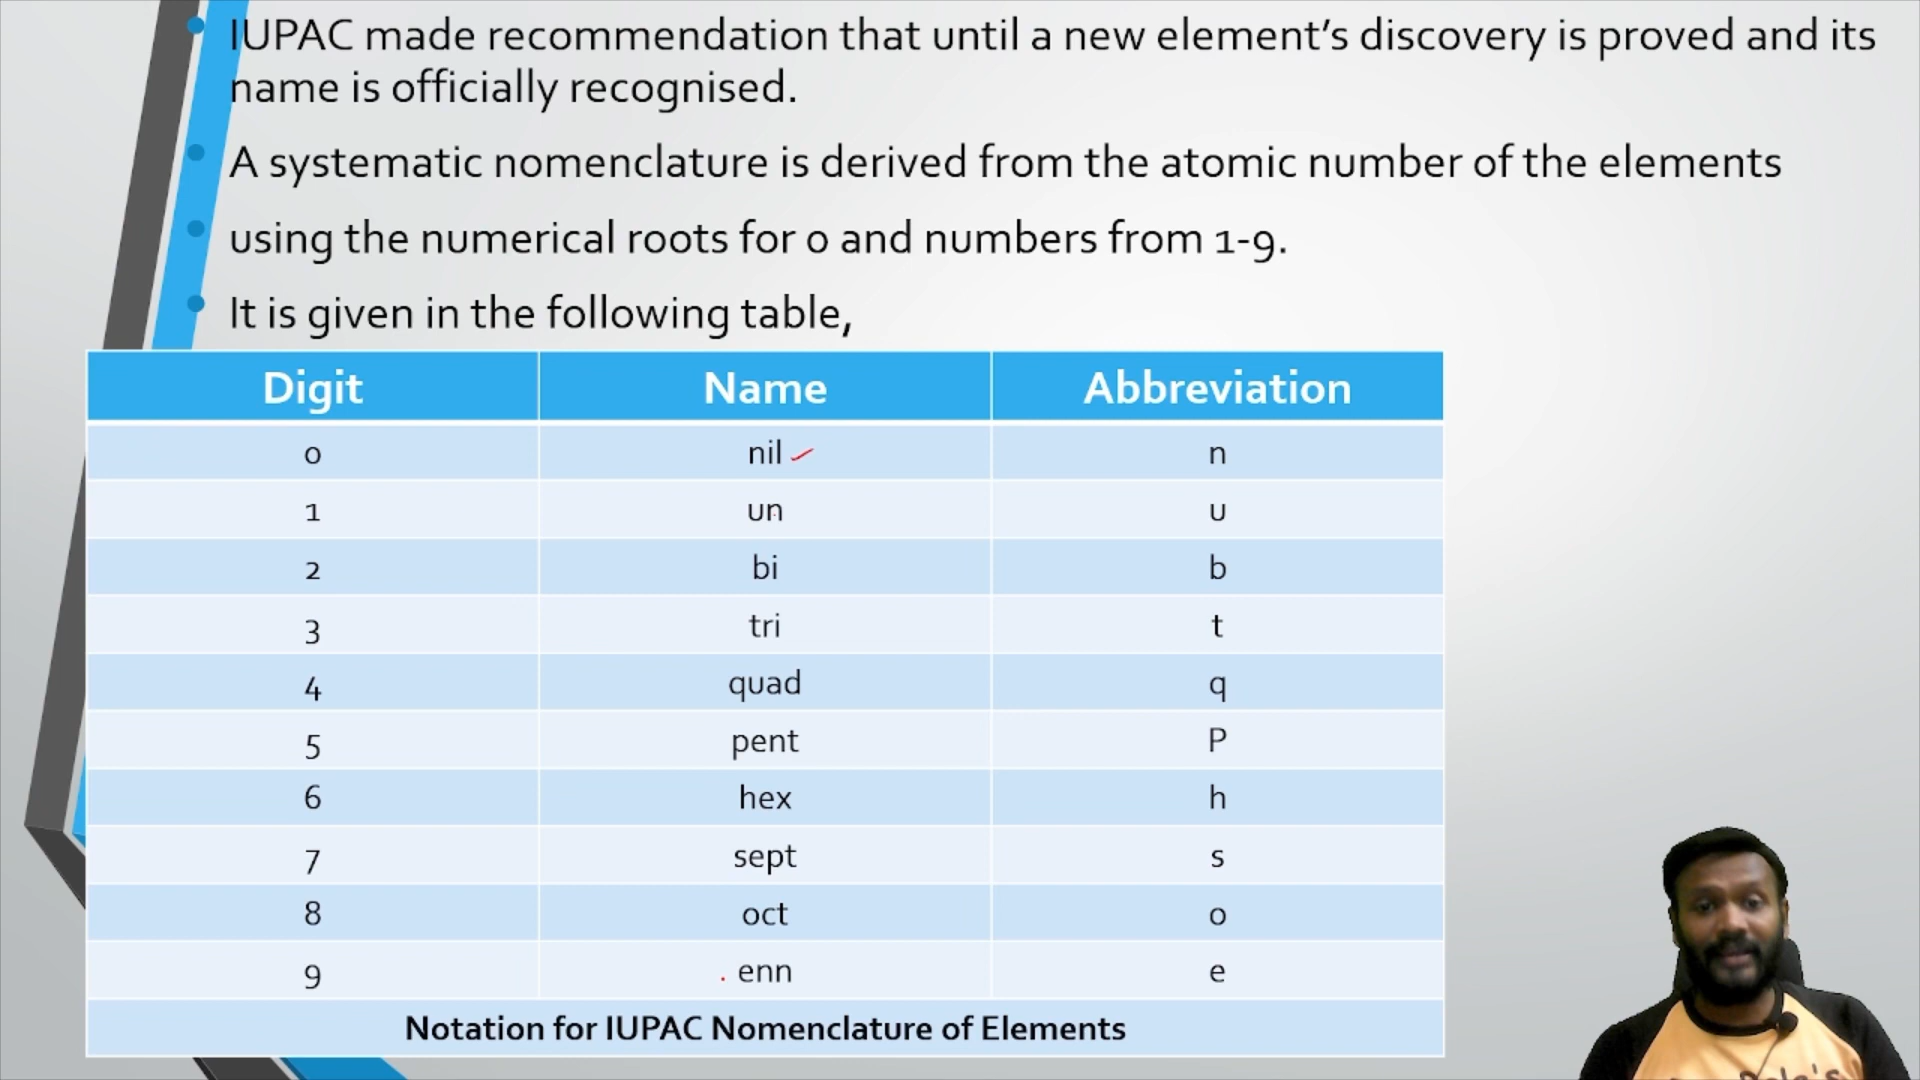 IUPAC made recommendation that until a new element's discovery is proved and its
name is officially recognised.
A systematic nomenclature is derived from the atomic number of the elements
using the numerical roots for 0 and numbers from 1-9.
It is given in the following table,
Digit Name Abbreviation
0 nil n
1 un u
2 bi b
3 tri t
4 quad q
5 pent P
6 hex h
7 sept s
8 oct o
9 enn e
Notation for IUPAC Nomenclature of Elements